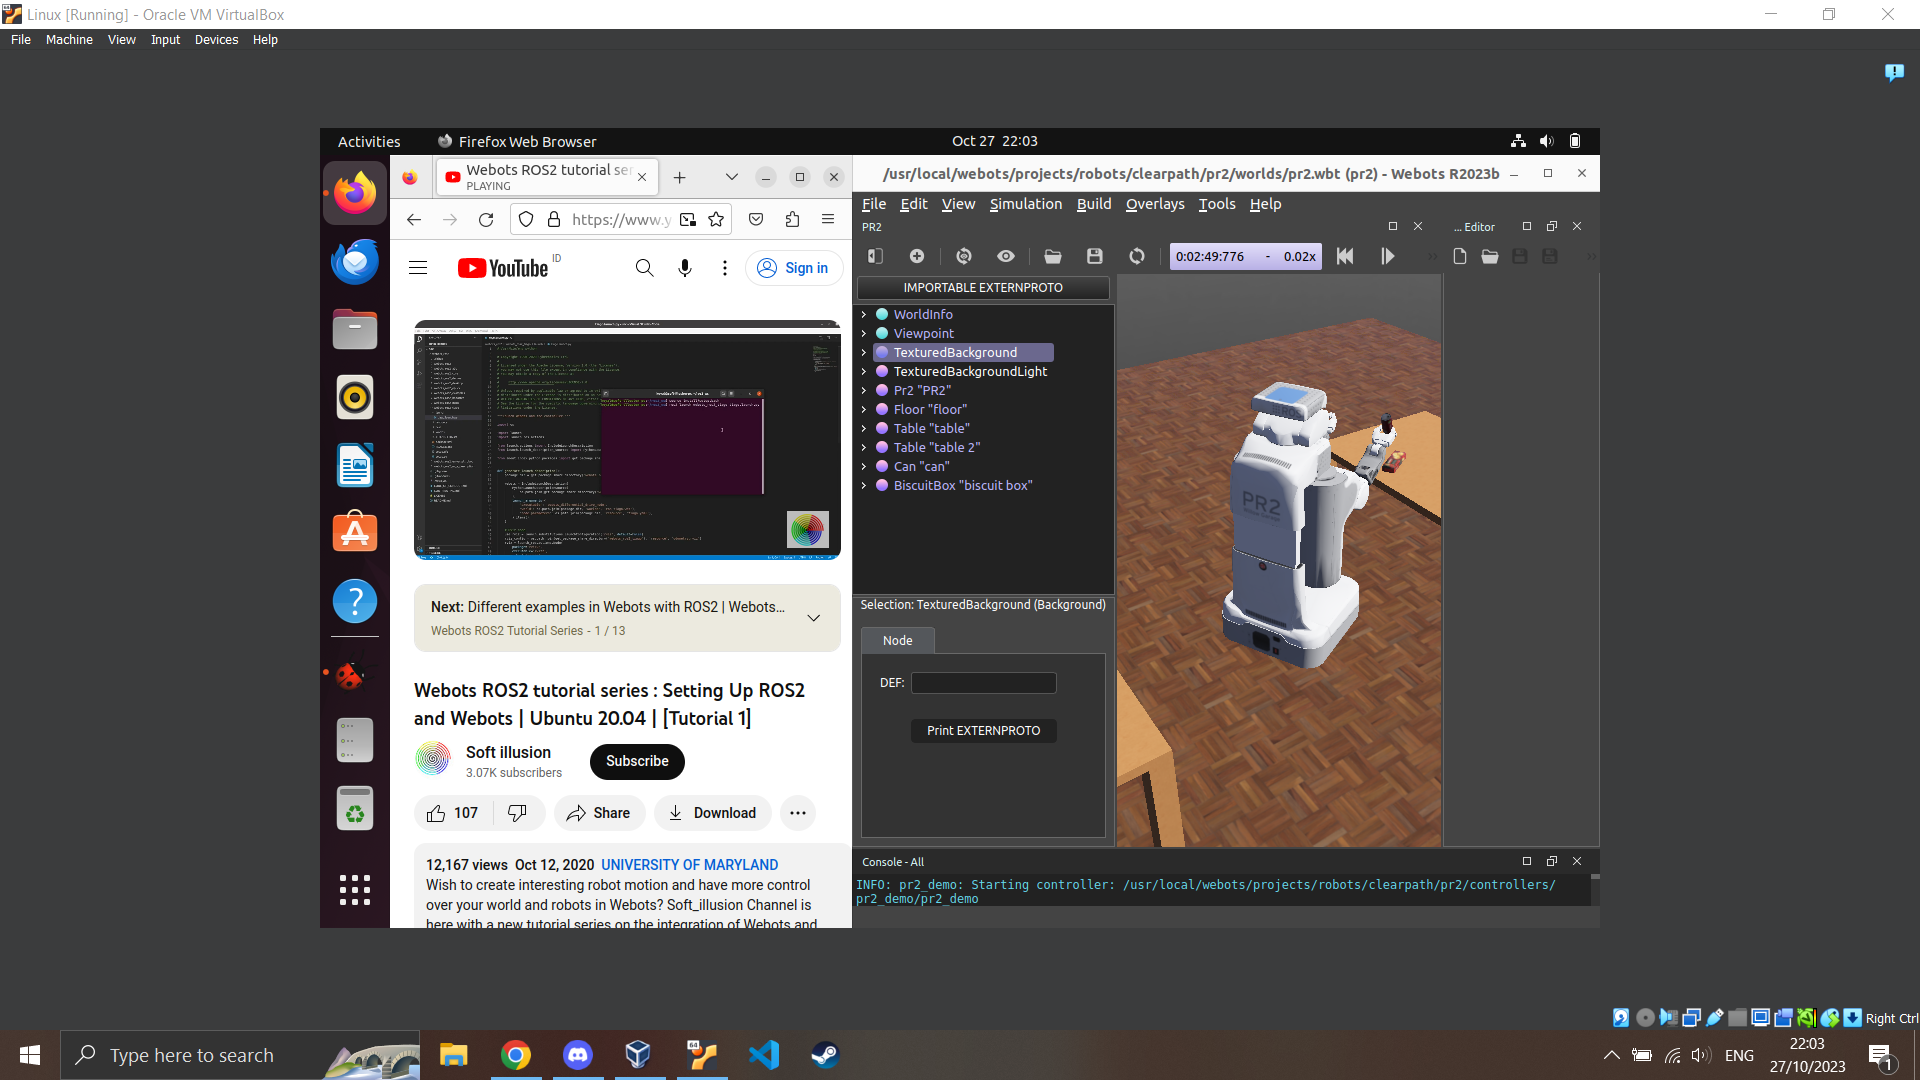 Linux [Running] - Oracle VM VirtualBox
File Machine View Input Devices Help
Activities
Firefox Web Browser
Oct 27 22:03
Webots ROS2 tutorial ser
PLAYING
https://www.y
YouTube
ID
Sign in
Next: Different examples in Webots with ROS2 | Webots...
Webots ROS2 Tutorial Series - 1 / 13
Webots ROS2 tutorial series : Setting Up ROS2
and Webots | Ubuntu 20.04 | [Tutorial 1]
Soft illusion
3.07K subscribers
Subscribe
107
Share
Download
12,167 views Oct 12, 2020 UNIVERSITY OF MARYLAND
Wish to create interesting robot motion and have more control
over your world and robots in Webots? Soft_illusion Channel is
here with a new tutorial series on the integration of Webots and
/usr/local/webots/projects/robots/clearpath/pr2/worlds/pr2.wbt (pr2) - Webots R2023b
File Edit View Simulation Build Overlays Tools Help
PR2
... Editor
0:02:49:776 - 0.02x
IMPORTABLE EXTERNPROTO
WorldInfo
Viewpoint
TexturedBackground
TexturedBackgroundLight
Pr2 "PR2"
Floor "floor"
Table "table"
Table "table 2"
Can "can"
BiscuitBox "biscuit box"
Selection: TexturedBackground (Background)
Node
DEF:
Print EXTERNPROTO
PR2
Console - All
INFO: pr2_demo: Starting controller: /usr/local/webots/projects/robots/clearpath/pr2/controllers/
pr2_demo/pr2_demo
Right Ctrl
Type here to search
64
ENG
22:03
27/10/2023
1